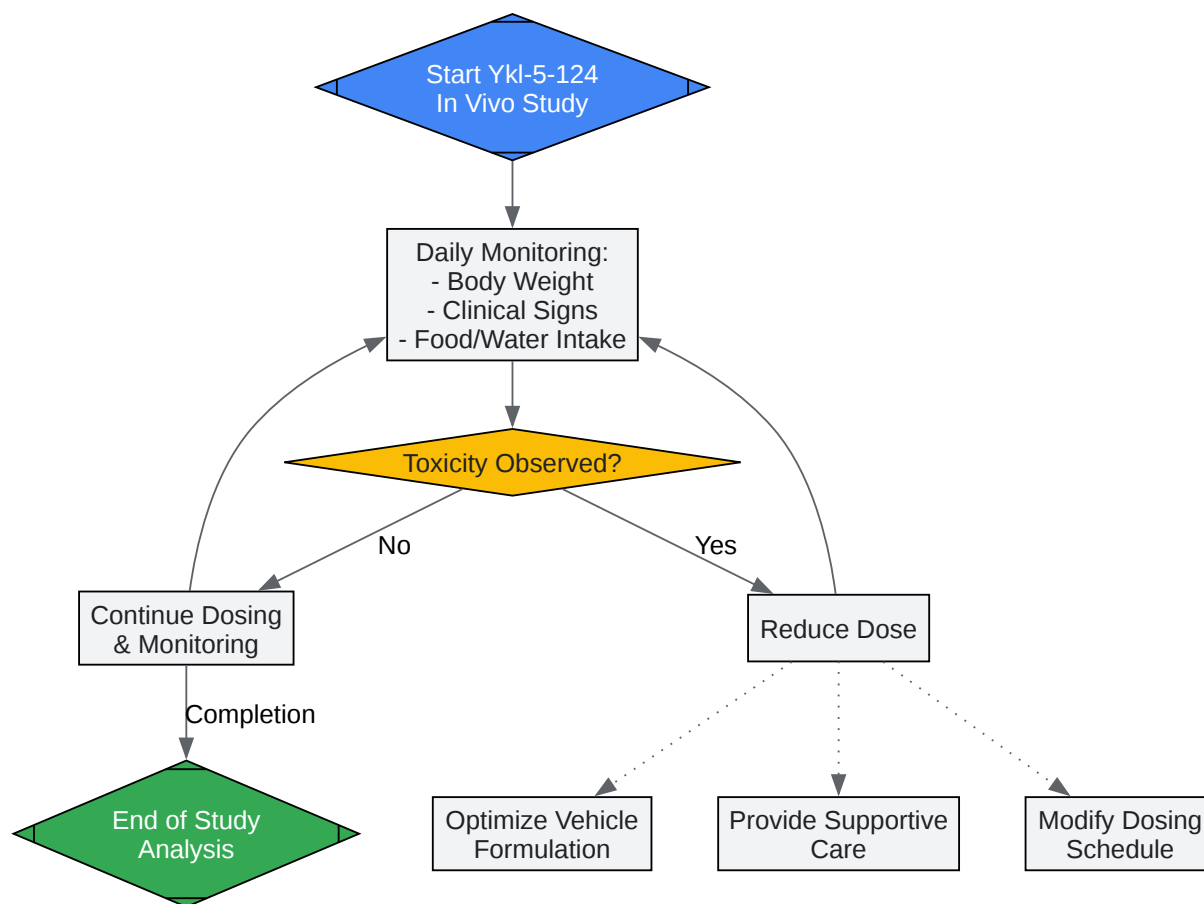 Start Ykl-5-124
In Vivo Study
Daily Monitoring:
- Body Weight
- Clinical Signs
- Food/Water Intake
Toxicity Observed?
No
Yes
Continue Dosing
& Monitoring
Reduce Dose
Completion
End of Study
Analysis
Optimize Vehicle
Formulation
Provide Supportive
Care
Modify Dosing
Schedule